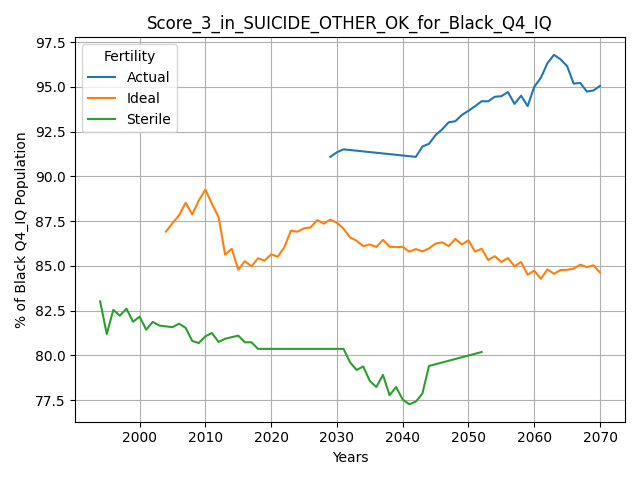 Score_3_in_SUICIDE_OTHER_OK_for_Black_Q4_IQ
Fertility
Actual
Ideal
Sterile
% of Black Q4_IQ Population
97.5
95.0
92.5
90.0
87.5
85.0
82.5
80.0
77.5
2000 2010 2020 2030 2040 2050 2060 2070
Years